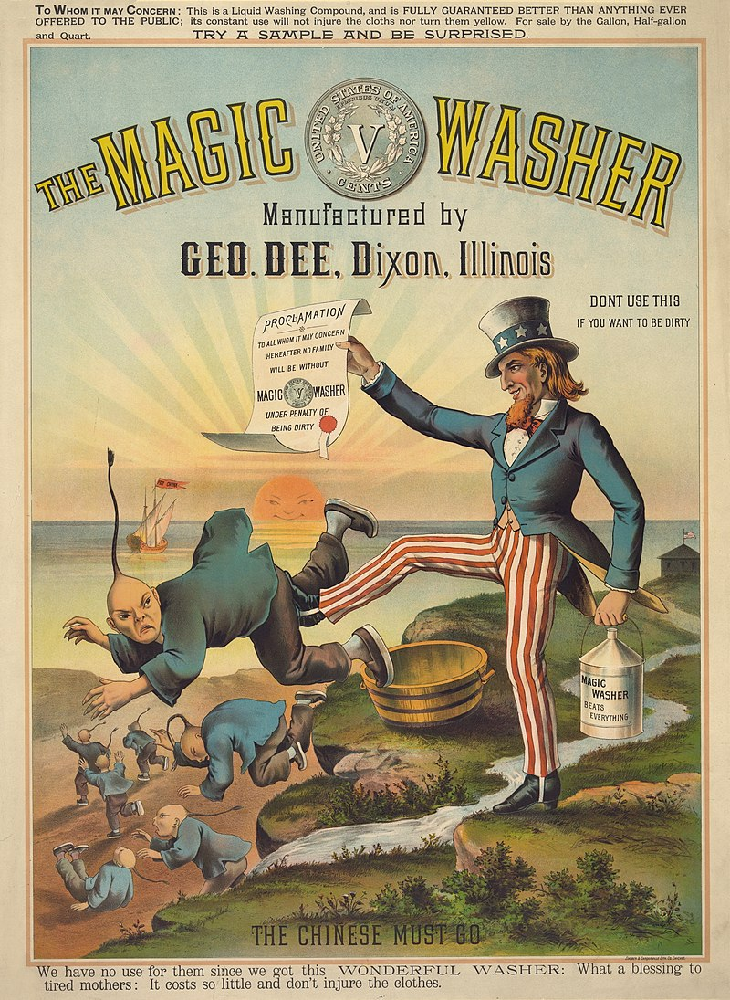 TO WHOM IT MAY CONCERN: This is a Liquid Washing Compound, and is FULLY GUARANTEED BETTER THAN ANYTHING EVER
OFFERED TO THE PUBLIC; its constant use will not injure the cloths nor turn them yellow. For sale by the Gallon, Half-gallon
and Quart. TRY A SAMPLE AND BE SURPRISED.
THE MAGIC WASHER
UNITED STATES OF AMERICA
V
CENTS
Manufactured by
GEO. DEE, Dixon, Illinois
DONT USE THIS
IF YOU WANT TO BE DIRTY
PROCLAMATION
TO ALL WHOM IT MAY CONCERN
HEREAFTER NO FAMILY
WILL BE WITHOUT
MAGIC V WASHER
UNDER PENALTY OF
BEING DIRTY
MAGIC
WASHER
BEATS
EVERYTHING
THE CHINESE MUST GO
We have no use for them since we got this WONDERFUL WASHER: What a blessing to
tired mothers: It costs so little and don't injure the clothes.